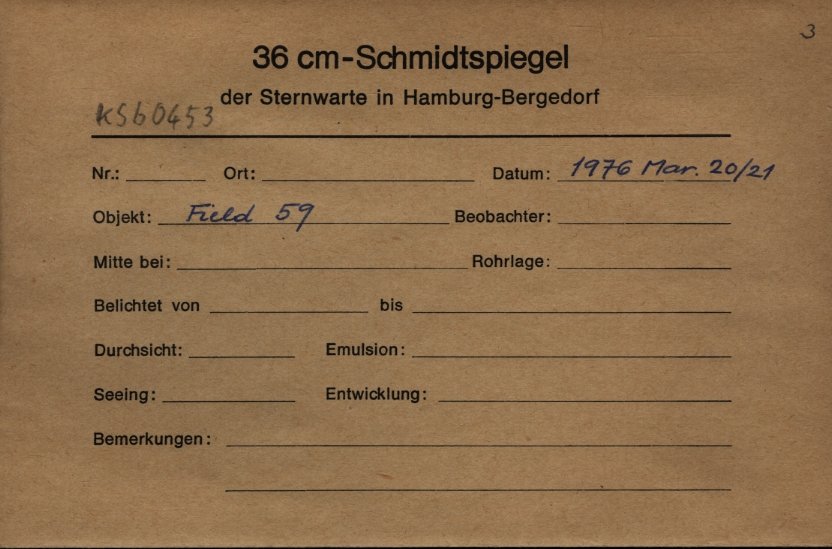 3
36 cm-Schmidtspiegel
der Sternwarte in Hamburg-Bergedorf
KSb0453
Nr.: Ort: Datum: 1976 Mar. 20/21
Objekt: Field 59 Beobachter:
Mitte bei: Rohrlage:
Belichtet von bis
Durchsicht: Emulsion:
Seeing: Entwicklung:
Bemerkungen: